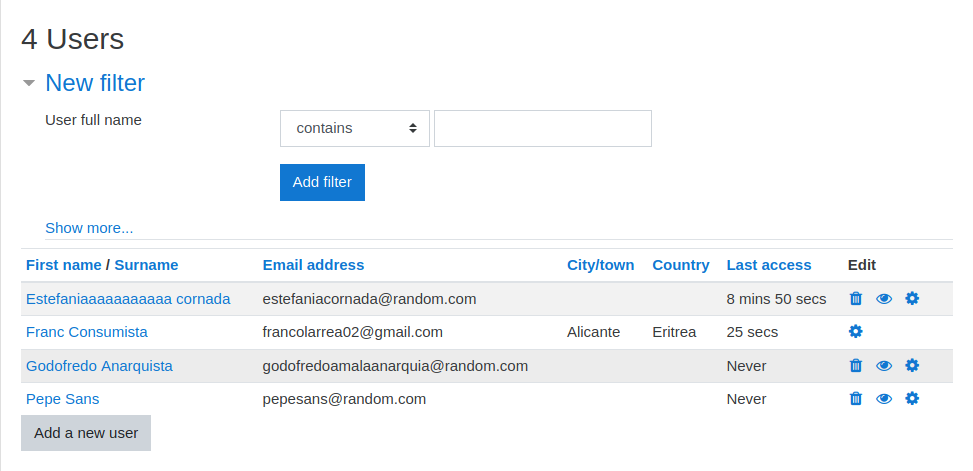 4 Users
New filter
User full name contains
Add filter
Show more...
First name / Surname Email address City/town Country Last access Edit
Estefaniaaaaaaaaaaa cornada estefaniacornada@random.com 8 mins 50 secs
Franc Consumista francolarrea02@gmail.com Alicante Eritrea 25 secs
Godofredo Anarquista godofredoamalaanarquia@random.com Never
Pepe Sans pepesans@random.com Never
Add a new user